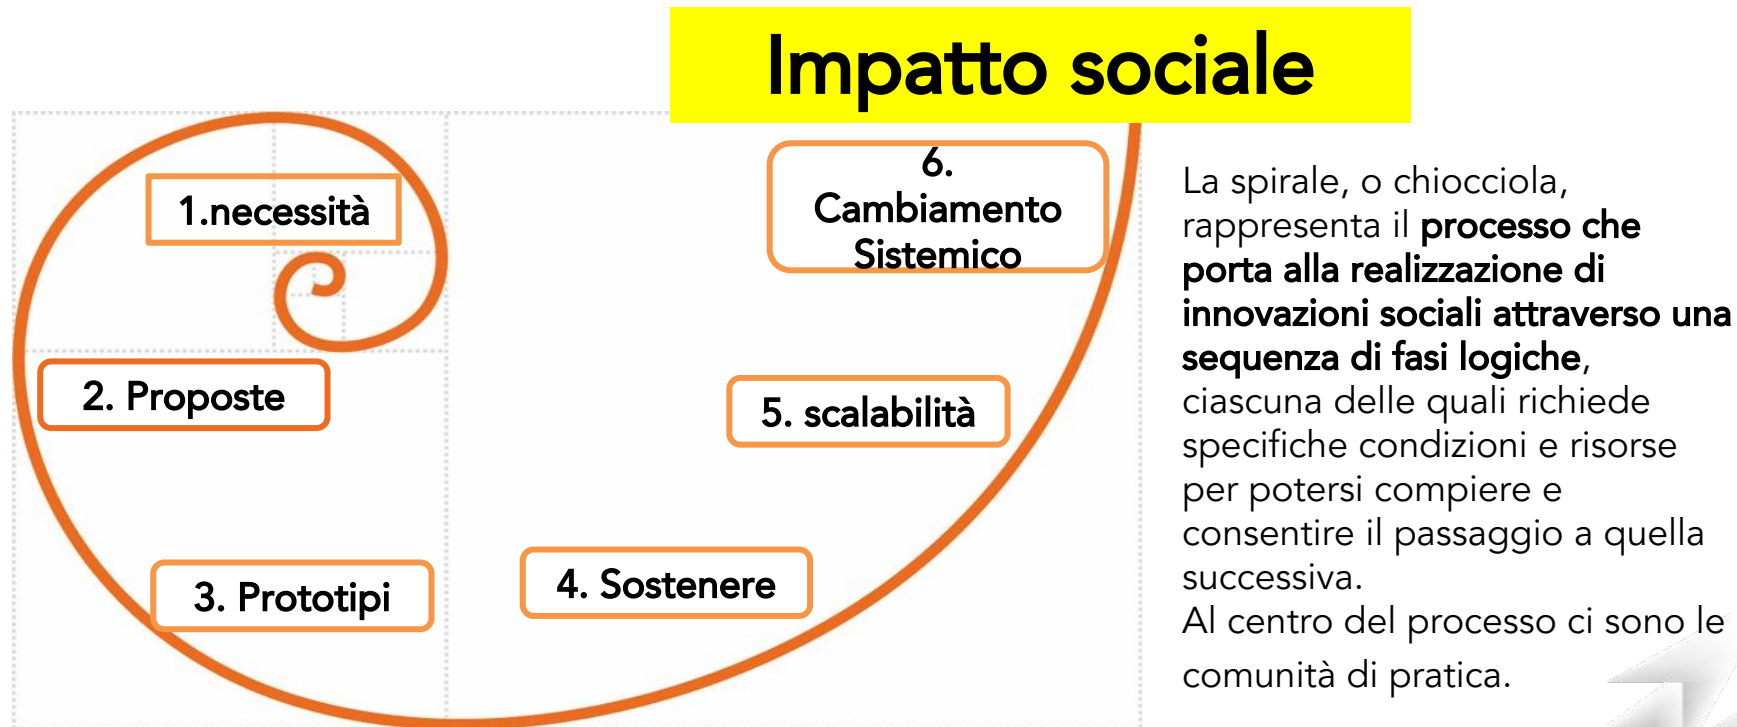 Impatto sociale
1.necessità
2. Proposte
3. Prototipi
4. Sostenere
5. scalabilità
6.
Cambiamento
Sistemico
La spirale, o chiocciola,
rappresenta il processo che
porta alla realizzazione di
innovazioni sociali attraverso una
sequenza di fasi logiche,
ciascuna delle quali richiede
specifiche condizioni e risorse
per potersi compiere e
consentire il passaggio a quella
successiva.
Al centro del processo ci sono le
comunità di pratica.